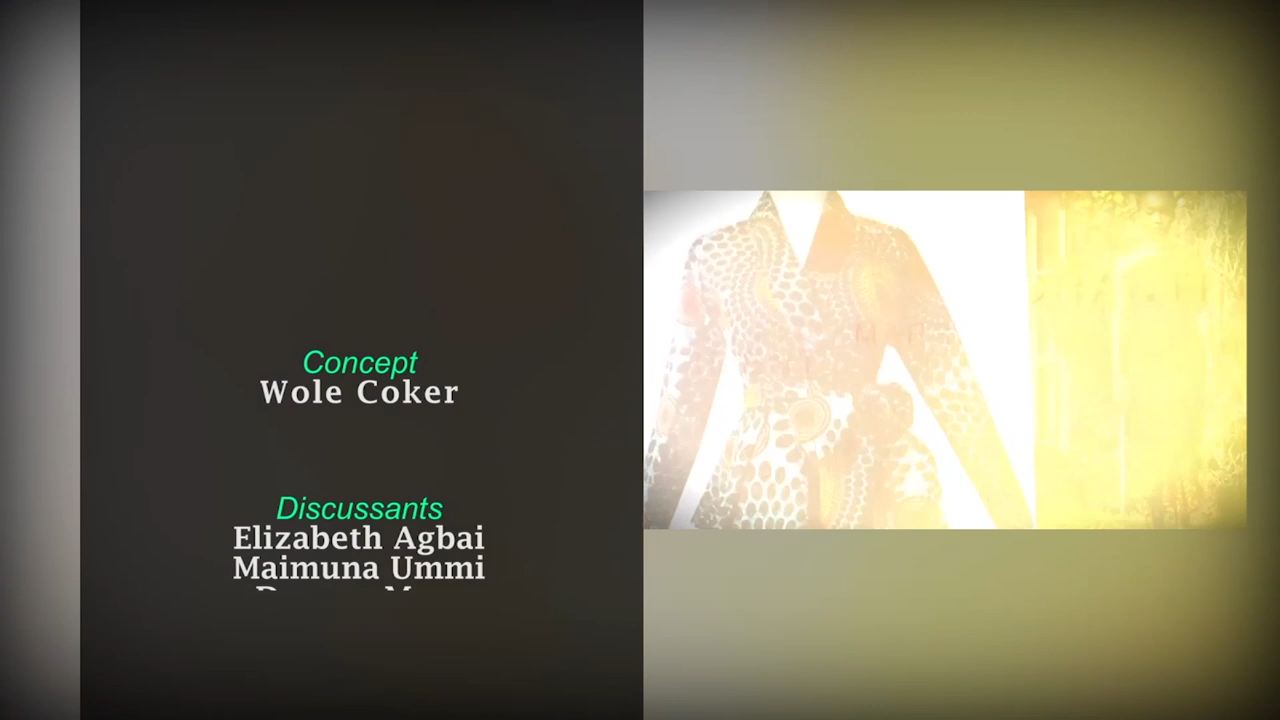 Concept
Wole Coker
Discussants
Elizabeth Agbai
Maimuna Ummi